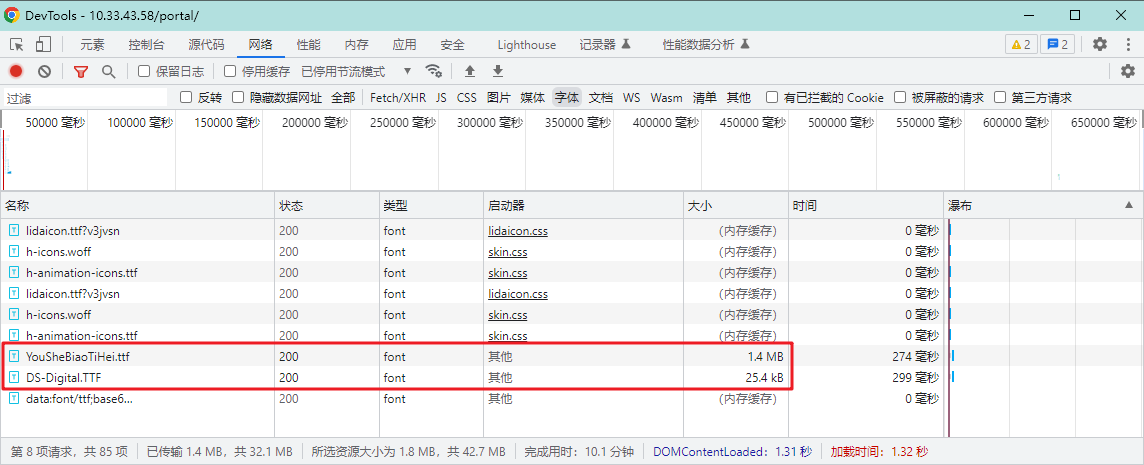 DevTools - 10.33.43.58/portal/
元素 控制台 源代码 网络 性能 内存 应用 安全 Lighthouse 记录器 性能数据分析 2 2
保留日志 停用缓存 已停用节流模式
过滤 反转 隐藏数据网址 全部 Fetch/XHR JS CSS 图片 媒体 字体 文档 WS Wasm 清单 其他 有已拦截的 Cookie 被屏蔽的请求 第三方请求
50000 毫秒 100000 毫秒 150000 毫秒 200000 毫秒 250000 毫秒 300000 毫秒 350000 毫秒 400000 毫秒 450000 毫秒 500000 毫秒 550000 毫秒 600000 毫秒 650000 毫秒
名称 状态 类型 启动器 大小 时间 瀑布
lidaicon.ttf?v3jvsn 200 font lidaicon.css (内存缓存) 0 毫秒
h-icons.woff 200 font skin.css (内存缓存) 0 毫秒
h-animation-icons.ttf 200 font skin.css (内存缓存) 0 毫秒
lidaicon.ttf?v3jvsn 200 font lidaicon.css (内存缓存) 0 毫秒
h-icons.woff 200 font skin.css (内存缓存) 0 毫秒
h-animation-icons.ttf 200 font skin.css (内存缓存) 0 毫秒
YouSheBiaoTiHei.ttf 200 font 其他 1.4 MB 274 毫秒
DS-Digital.TTF 200 font 其他 25.4 kB 299 毫秒
data:font/ttf;base6... 200 font 其他 (内存缓存) 0 毫秒
第 8 项请求，共 85 项 已传输 1.4 MB，共 32.1 MB 所选资源大小为 1.8 MB，共 42.7 MB 完成用时：10.1 分钟 DOMContentLoaded：1.31 秒 加载时间：1.32 秒